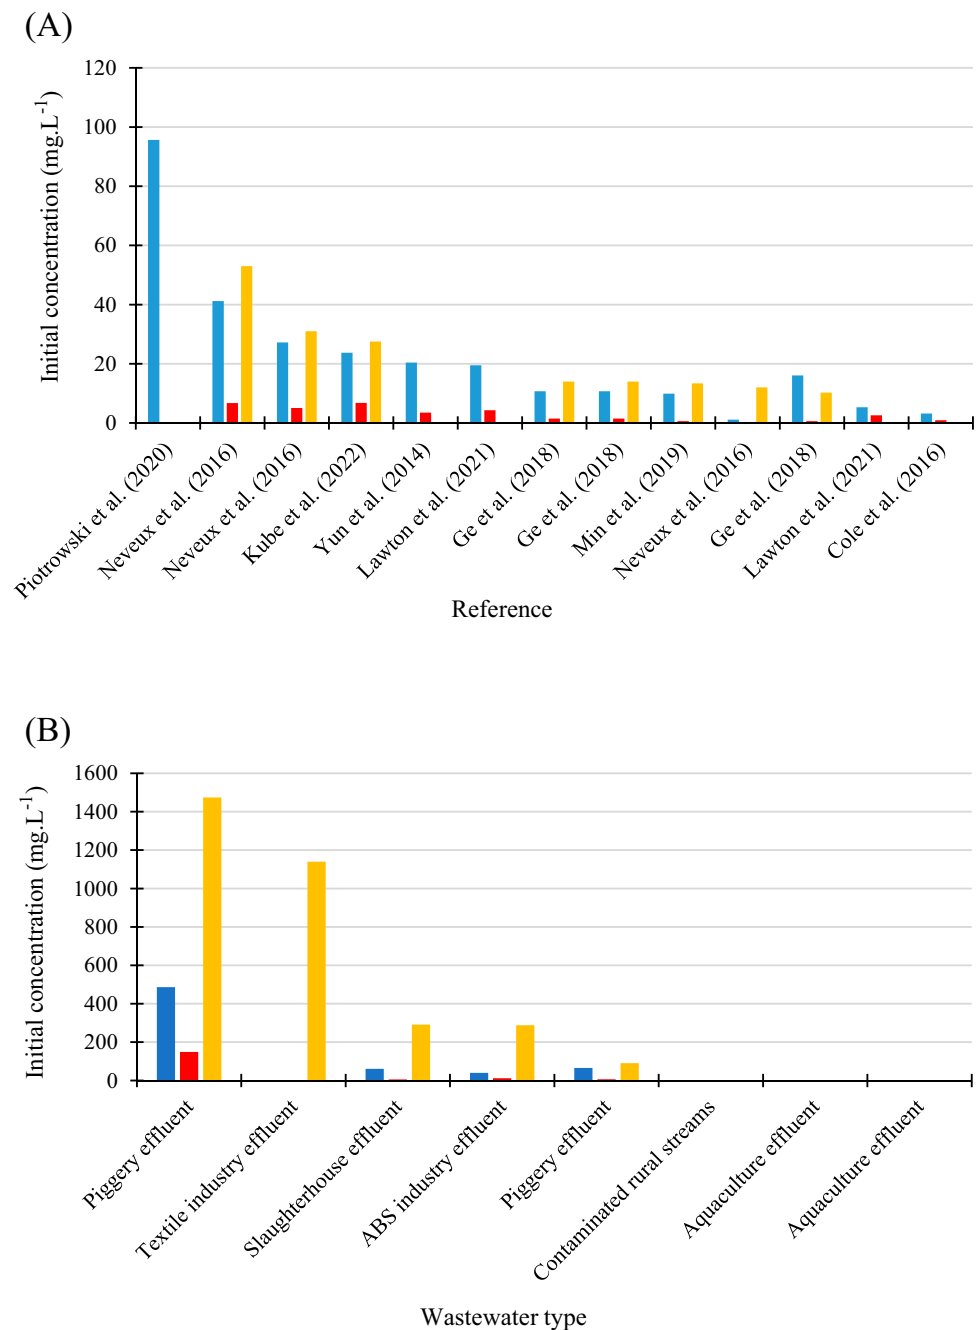 (A)
Initial concentration (mg.L-1)
120
100
80
60
40
20
0
Piotrowski et al. (2020)
Neveux et al. (2016)
Neveux et al. (2016)
Kube et al. (2022)
Yun et al. (2014)
Lawton et al. (2021)
Ge et al. (2018)
Ge et al. (2018)
Min et al. (2019)
Neveux et al. (2016)
Ge et al. (2018)
Lawton et al. (2021)
Cole et al. (2016)
Reference
(B)
Initial concentration (mg.L-1)
1600
1400
1200
1000
800
600
400
200
0
Piggery effluent
Textile industry effluent
Slaughterhouse effluent
ABS industry effluent
Piggery effluent
Contaminated rural streams
Aquaculture effluent
Aquaculture effluent
Wastewater type